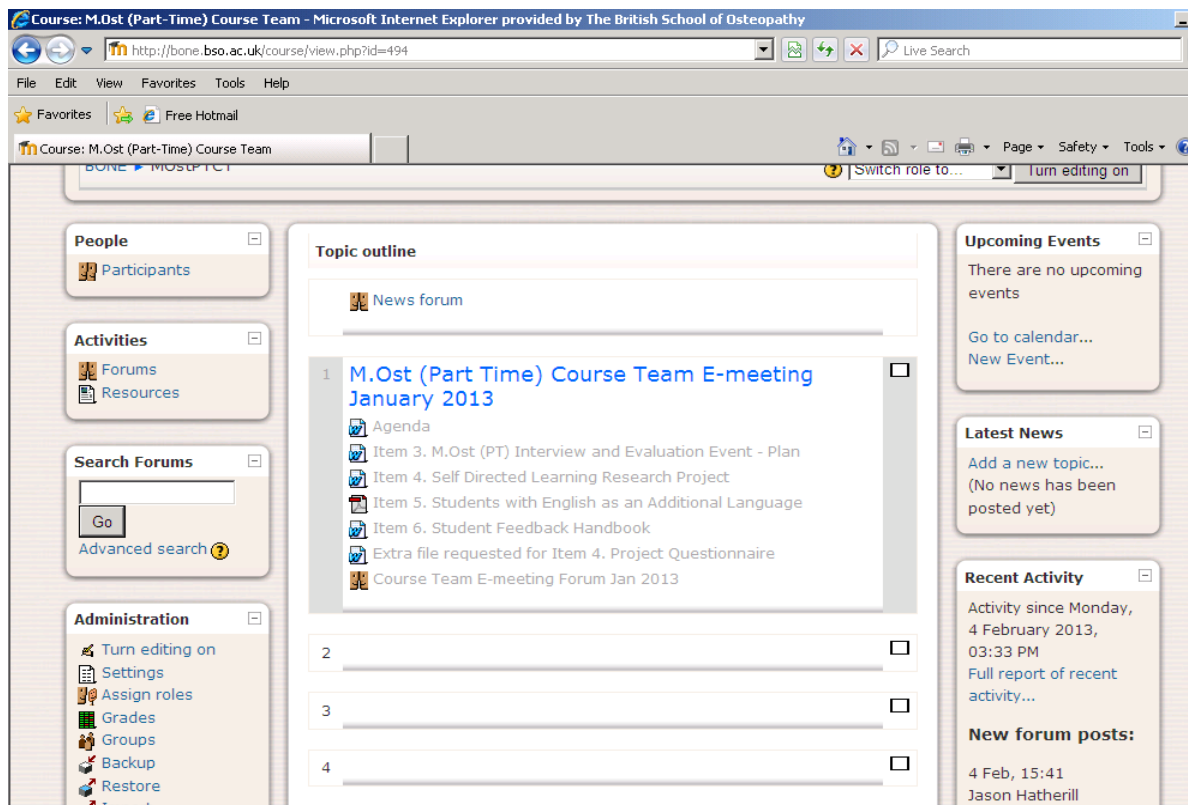 Course: M.Ost (Part-Time) Course Team - Microsoft Internet Explorer provided by The British School of Osteopathy
http://bone.bso.ac.uk/course/view.php?id=494
Live Search
File Edit View Favorites Tools Help
Favorites Free Hotmail
Course: M.Ost (Part-Time) Course Team
Page Safety Tools
BONE ► MOstPTCT
Switch role to...
Turn editing on
People
Participants
Activities
Forums
Resources
Search Forums
Go
Advanced search
Administration
Turn editing on
Settings
Assign roles
Grades
Groups
Backup
Restore
Topic outline
News forum
1
M.Ost (Part Time) Course Team E-meeting
January 2013
Agenda
Item 3. M.Ost (PT) Interview and Evaluation Event - Plan
Item 4. Self Directed Learning Research Project
Item 5. Students with English as an Additional Language
Item 6. Student Feedback Handbook
Extra file requested for Item 4. Project Questionnaire
Course Team E-meeting Forum Jan 2013
2
3
4
Upcoming Events
There are no upcoming
events
Go to calendar...
New Event...
Latest News
Add a new topic...
(No news has been
posted yet)
Recent Activity
Activity since Monday,
4 February 2013,
03:33 PM
Full report of recent
activity...
New forum posts:
4 Feb, 15:41
Jason Hatherill